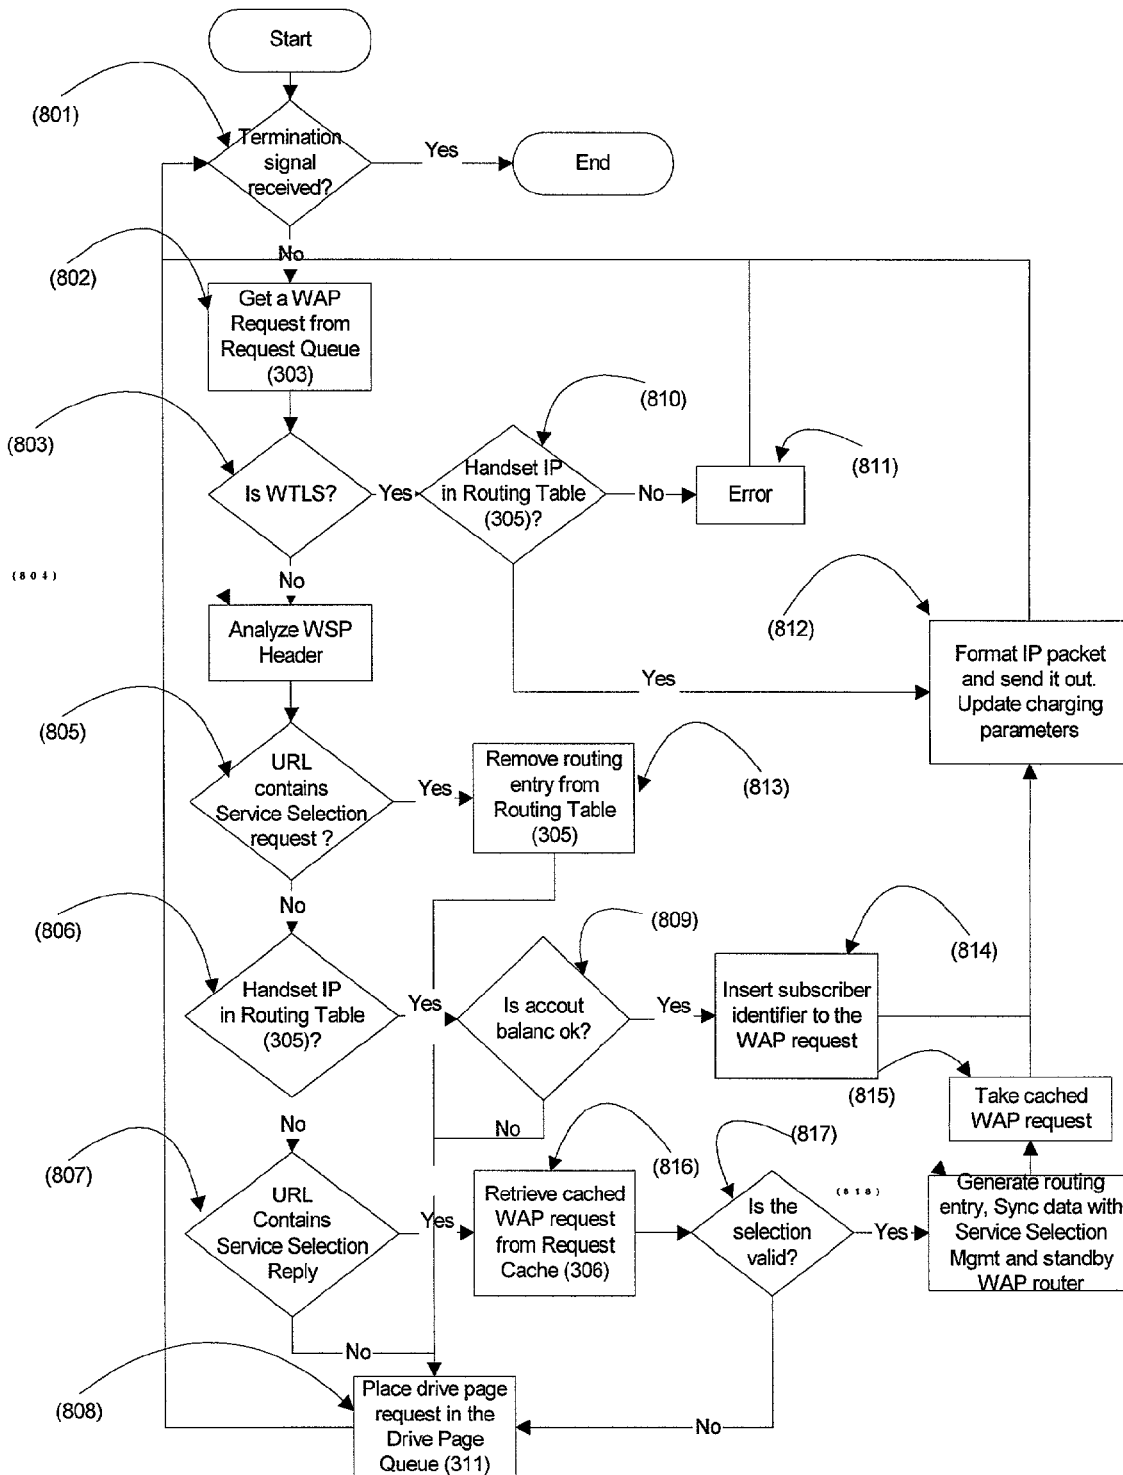 Start
(801)
Termination
signal
received?
Yes
End
No
(802)
Get a WAP
Request from
Request Queue
(303)
(803)
Is WTLS?
Yes
(810)
Handset IP
in Routing Table
(305)?
No
Error
(811)
(804)
No
Analyze WSP
Header
(812)
Format IP packet
and send it out.
Update charging
parameters
Yes
(805)
URL
contains
Service Selection
request ?
Yes
Remove routing
entry from
Routing Table
(305)
(813)
No
(806)
Handset IP
in Routing Table
(305)?
Yes
(809)
Is accout
balanc ok?
Yes
Insert subscriber
identifier to the
WAP request
(814)
(815)
Take cached
WAP request
No
No
(807)
URL
Contains
Service Selection
Reply
Yes
Retrieve cached
WAP request
from Request
Cache (306)
(816)
(817)
Is the
selection
valid?
(818)
Yes
Generate routing
entry, Sync data with
Service Selection
Mgmt and standby
WAP router
No
(808)
Place drive page
request in the
Drive Page
Queue (311)
No